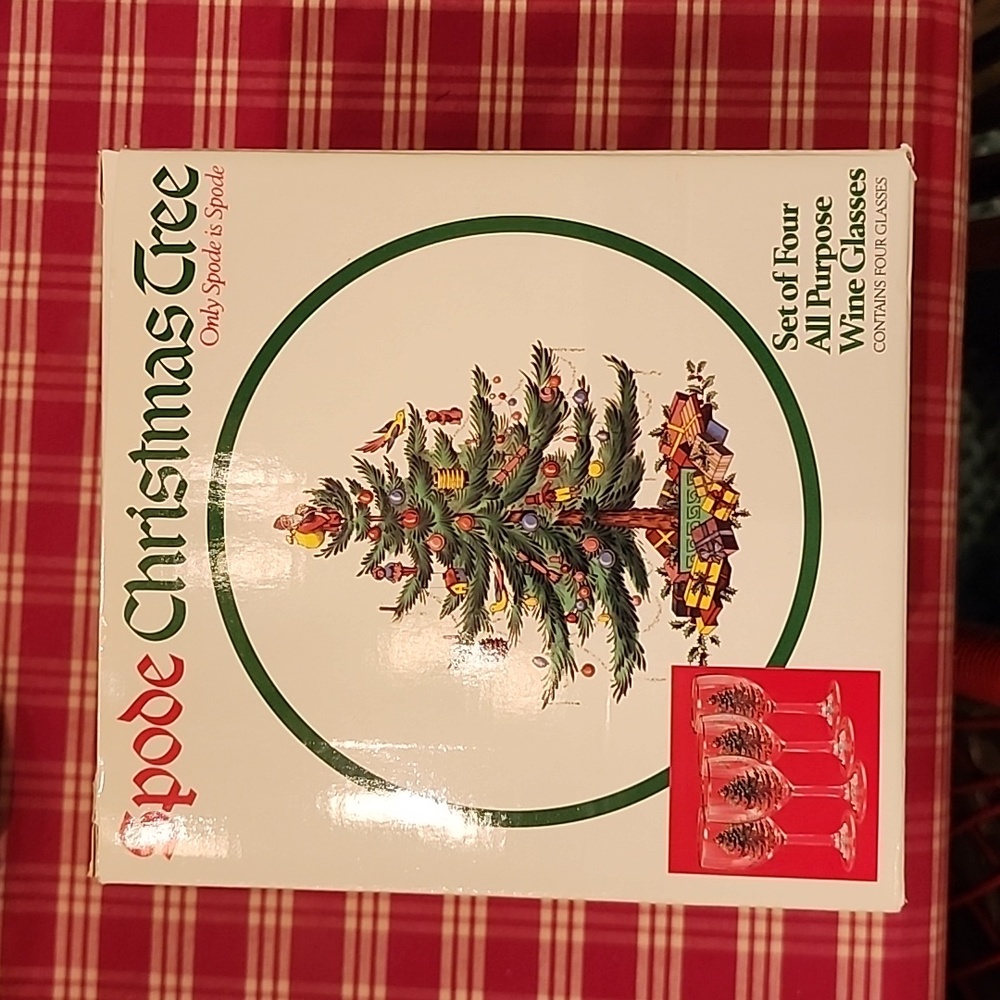 Spode Christmas Tree
Only Spode is Spode
Set of Four
All Purpose
Wine Glasses
CONTAINS FOUR GLASSES